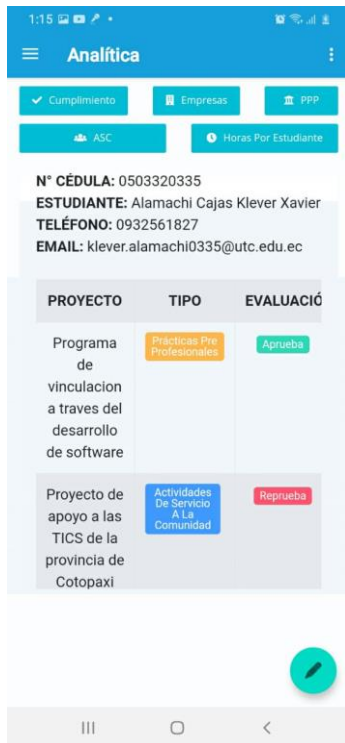 1:15
Analítica
Cumplimiento
Empresas
PPP
ASC
Horas Por Estudiante
N° CÉDULA: 0503320335
ESTUDIANTE: Alamachi Cajas Klever Xavier
TELÉFONO: 0932561827
EMAIL: klever.alamachi0335@utc.edu.ec
PROYECTO TIPO EVALUACIÓ
Programa
de
vinculacion
a traves del
desarrollo
de software
Prácticas Pre
Profesionales
Aprueba
Proyecto de
apoyo a las
TICS de la
provincia de
Cotopaxi
Actividades
De Servicio
A La
Comunidad
Reprueba